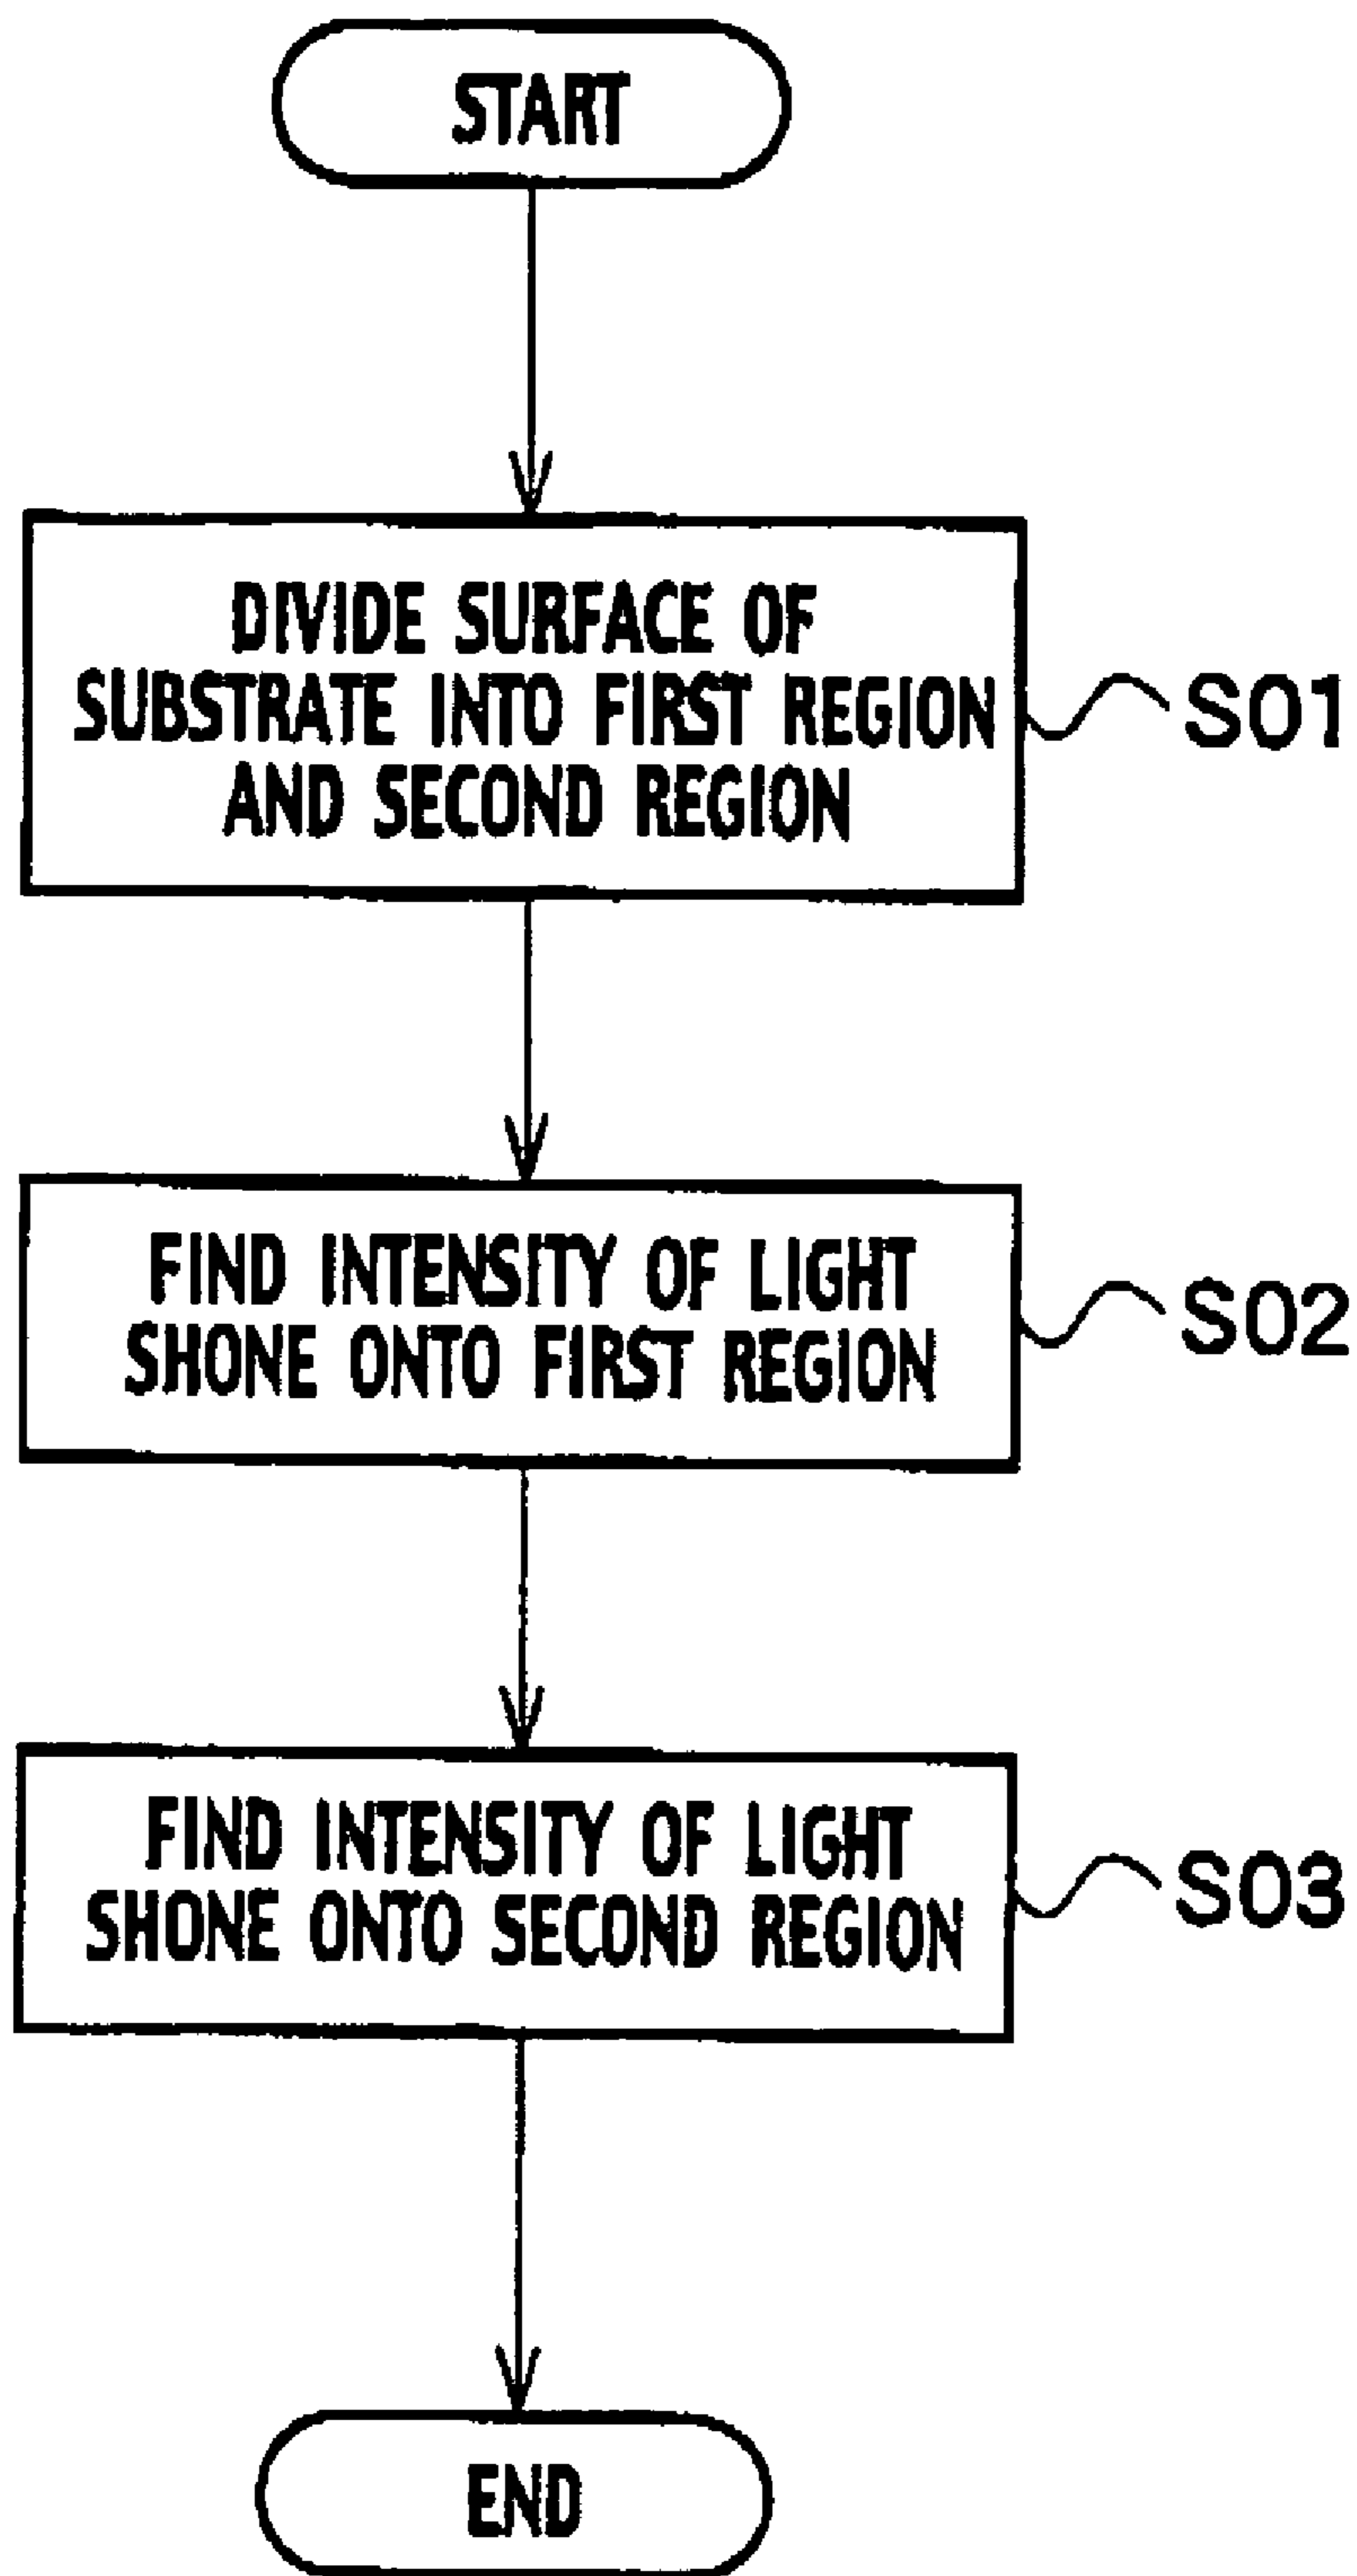 START
DIVIDE SURFACE OF
SUBSTRATE INTO FIRST REGION
AND SECOND REGION
S01
FIND INTENSITY OF LIGHT
SHONE ONTO FIRST REGION
S02
FIND INTENSITY OF LIGHT
SHONE ONTO SECOND REGION
S03
END